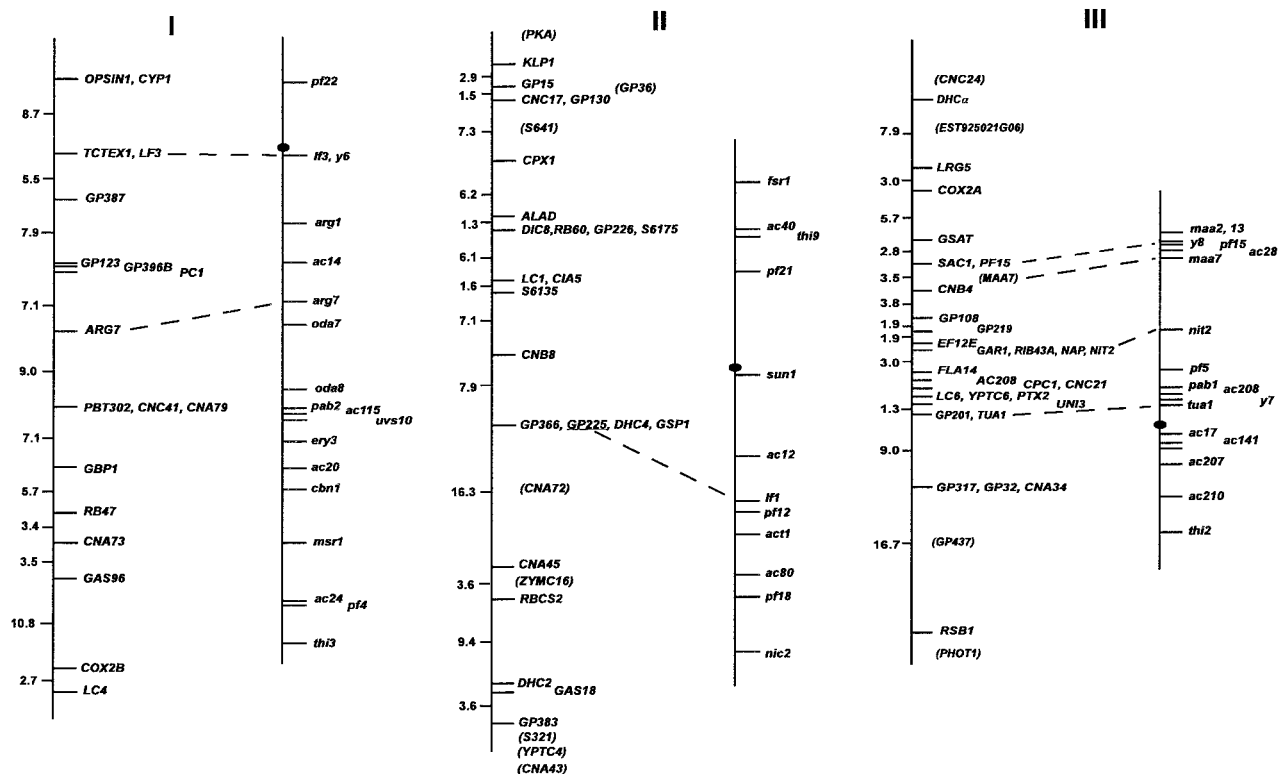 I
OPSIN1, CYP1
8.7
TCTEX1, LF3
5.5
GP387
7.9
GP123
GP396B
PC1
7.1
ARG7
9.0
PBT302, CNC41, CNA79
7.1
GBP1
5.7
RB47
3.4
CNA73
3.5
GAS96
10.8
COX2B
2.7
LC4
pf22
lf3, y6
arg1
ac14
arg7
oda7
oda8
pab2
ac115
uvs10
ery3
ac20
cbn1
msr1
ac24
pf4
thi3
II
(PKA)
KLP1
2.9
GP15
(GP36)
1.5
CNC17, GP130
7.3
(S641)
CPX1
6.2
ALAD
1.3
DIC8,RB60, GP226, S6175
6.1
LC1, CIA5
1.6
S6135
7.1
CNB8
7.9
GP366, GP225, DHC4, GSP1
16.3
(CNA72)
CNA45
3.6
(ZYMC16)
RBCS2
9.4
DHC2
GAS18
3.6
GP383
(S321)
(YPTC4)
(CNA43)
fsr1
ac40
thi9
pf21
sun1
ac12
lf1
pf12
act1
ac80
pf18
nic2
III
(CNC24)
DHCα
7.9
(EST925021G06)
LRG5
3.0
COX2A
5.7
GSAT
2.8
SAC1, PF15
3.5
(MAA7)
CNB4
3.8
GP108
1.9
GP219
1.9
EF12E
GAR1, RIB43A, NAP, NIT2
3.0
FLA14
AC208
CPC1, CNC21
LC6, YPTC6, PTX2
UNI3
1.3
GP201, TUA1
9.0
GP317, GP32, CNA34
16.7
(GP437)
RSB1
(PHOT1)
maa2, 13
y8
pf15
ac28
maa7
nit2
pf5
pab1
ac208
y7
tua1
ac17
ac141
ac207
ac210
thi2